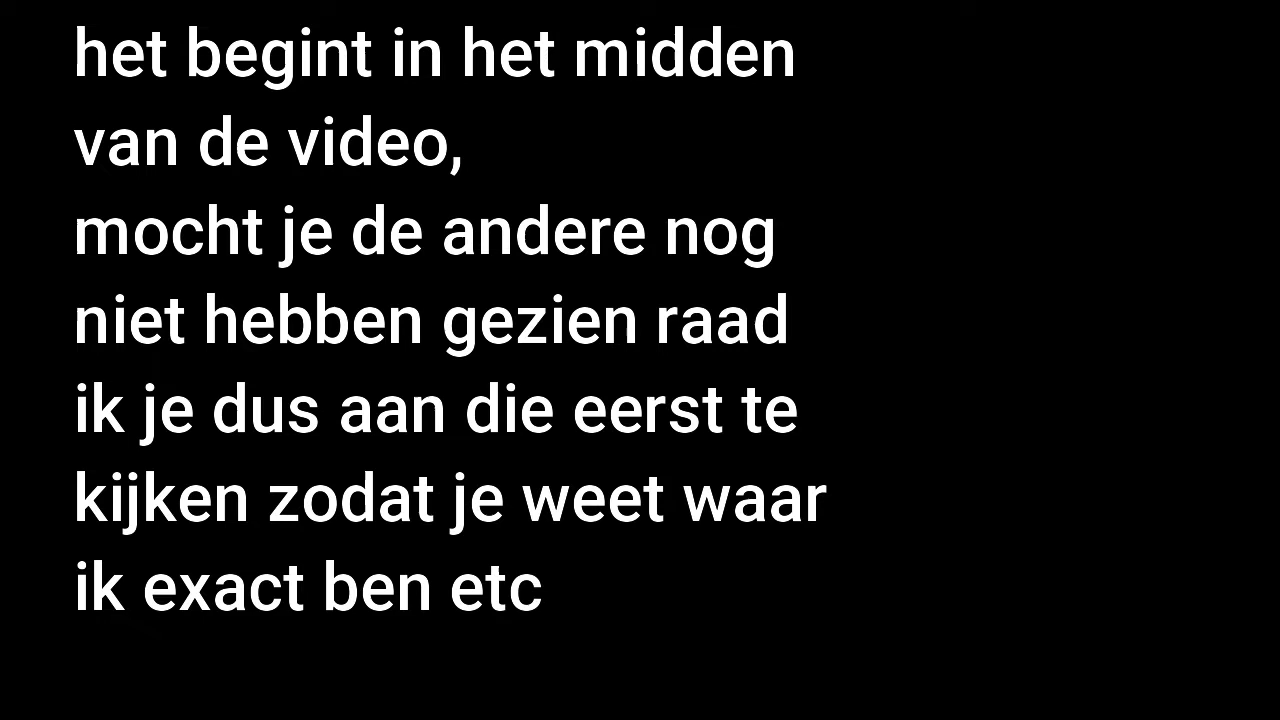 het begint in het midden
van de video,
mocht je de andere nog
niet hebben gezien raad
ik je dus aan die eerst te
kijken zodat je weet waar
ik exact ben etc